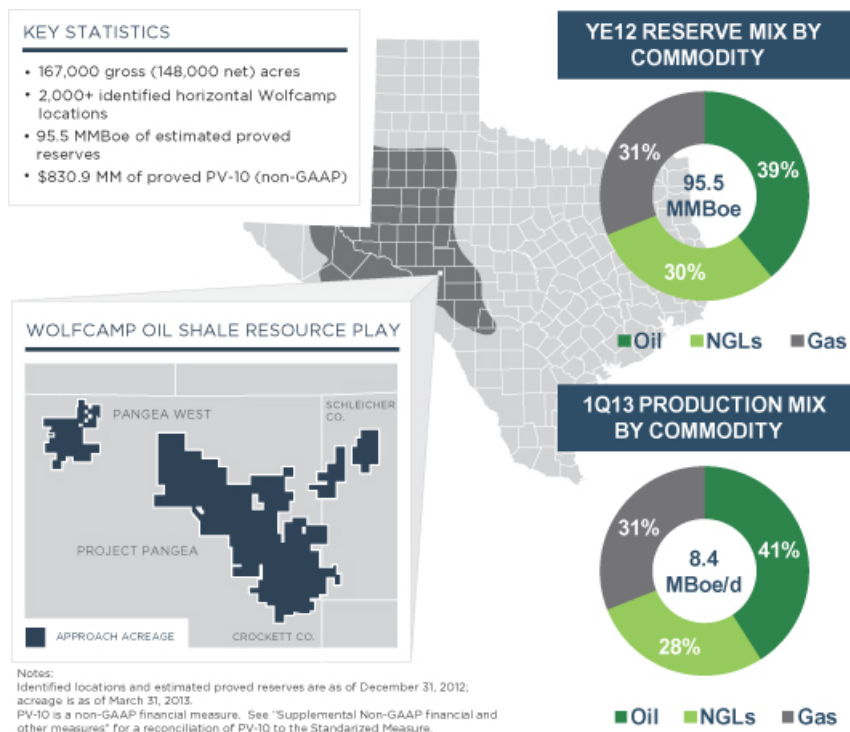 KEY STATISTICS
• 167,000 gross (148,000 net) acres
• 2,000+ identified horizontal Wolfcamp
locations
• 95.5 MMBoe of estimated proved
reserves
• $830.9 MM of proved PV-10 (non-GAAP)
YE12 RESERVE MIX BY
COMMODITY
31%
39%
95.5
MMBoe
30%
Oil NGLs Gas
WOLFCAMP OIL SHALE RESOURCE PLAY
PANGEA WEST
SCHLEICHER
CO.
PROJECT PANGEA
APPROACH ACREAGE
CROCKETT CO.
1Q13 PRODUCTION MIX
BY COMMODITY
31%
41%
8.4
MBoe/d
28%
Oil NGLs Gas
Notes:
Identified locations and estimated proved reserves are as of December 31, 2012;
acreage is as of March 31, 2013.
PV-10 is a non-GAAP financial measure. See "Supplemental Non-GAAP financial and
other measures" for a reconciliation of PV-10 to the Standarized Measure.